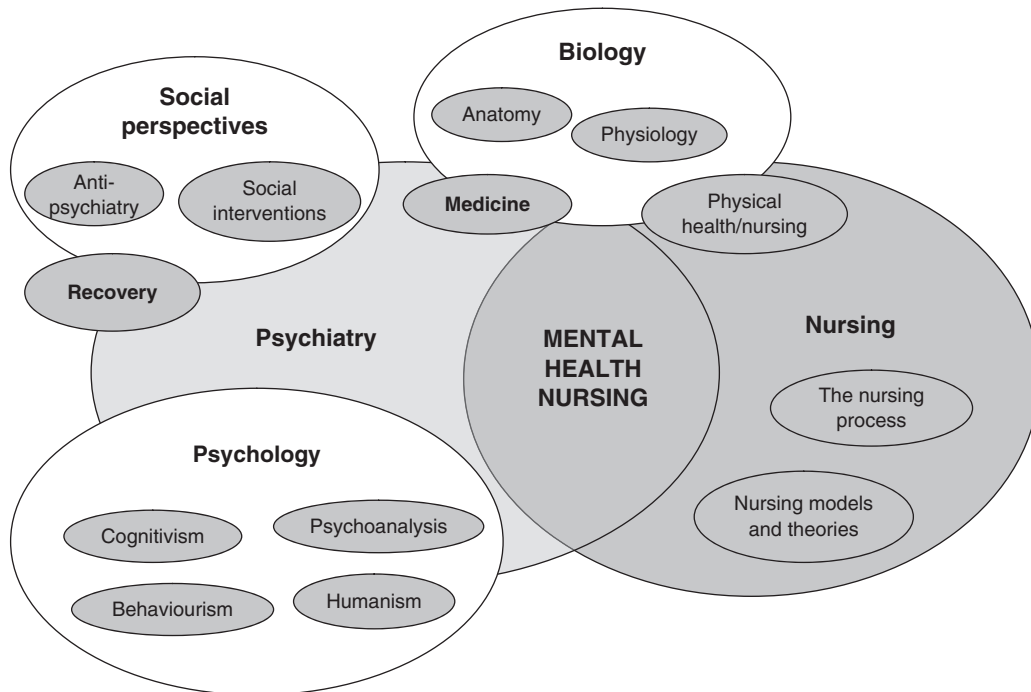 Biology
Anatomy
Physiology
Social
perspectives
Anti-
psychiatry
Social
interventions
Medicine
Physical
health/nursing
Recovery
Psychiatry
MENTAL
HEALTH
NURSING
Nursing
The nursing
process
Nursing models
and theories
Psychology
Cognitivism
Psychoanalysis
Behaviourism
Humanism